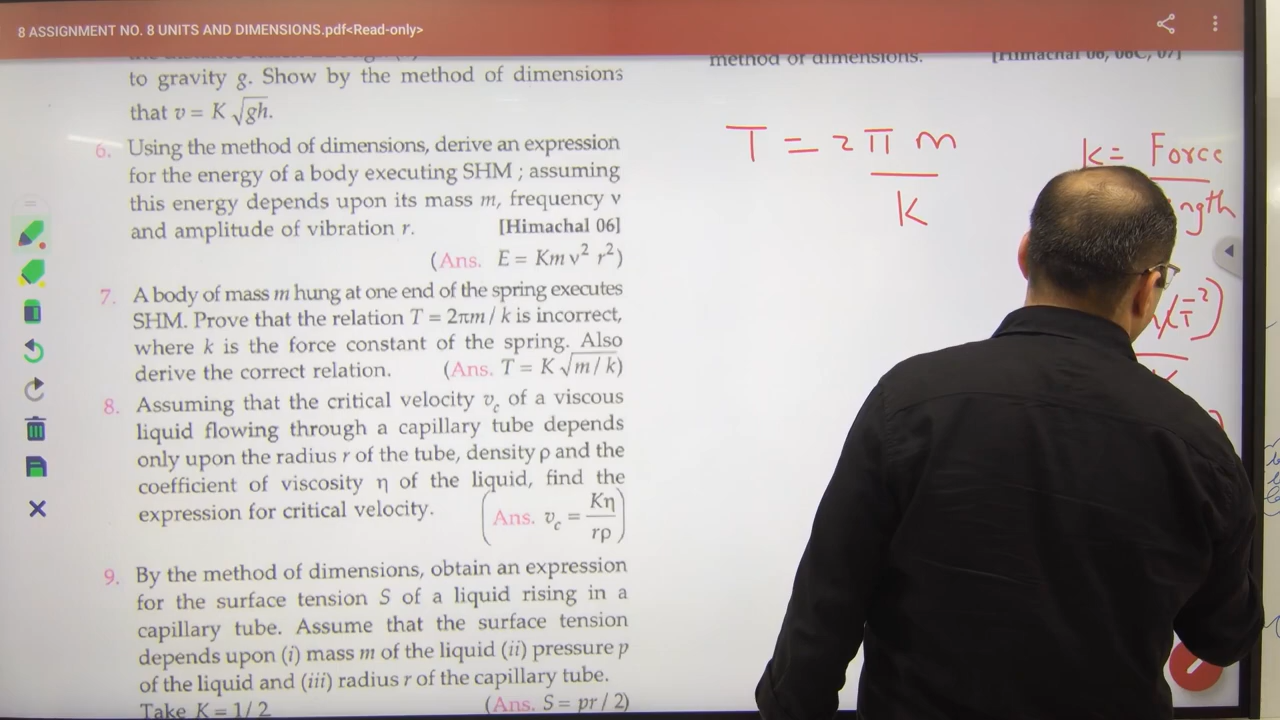 8 ASSIGNMENT NO. 8 UNITS AND DIMENSIONS.pdf<Read-only>
to gravity g. Show by the method of dimensions
that v = K √gh.
6. Using the method of dimensions, derive an expression
for the energy of a body executing SHM ; assuming
this energy depends upon its mass m, frequency ν
and amplitude of vibration r. [Himachal 06]
(Ans. E = Km ν² r²)
7. A body of mass m hung at one end of the spring executes
SHM. Prove that the relation T = 2πm / k is incorrect,
where k is the force constant of the spring. Also
derive the correct relation. (Ans. T = K √m / k)
8. Assuming that the critical velocity v_c of a viscous
liquid flowing through a capillary tube depends
only upon the radius r of the tube, density ρ and the
coefficient of viscosity η of the liquid, find the
expression for critical velocity. (Ans. v_c = Kη / rρ)
9. By the method of dimensions, obtain an expression
for the surface tension S of a liquid rising in a
capillary tube. Assume that the surface tension
depends upon (i) mass m of the liquid (ii) pressure p
of the liquid and (iii) radius r of the capillary tube.
Take K = 1/2 (Ans. S = pr / 2)
method of dimensions. [Himachal 06, 06C, 07]
T = 2π m
k
k = Force